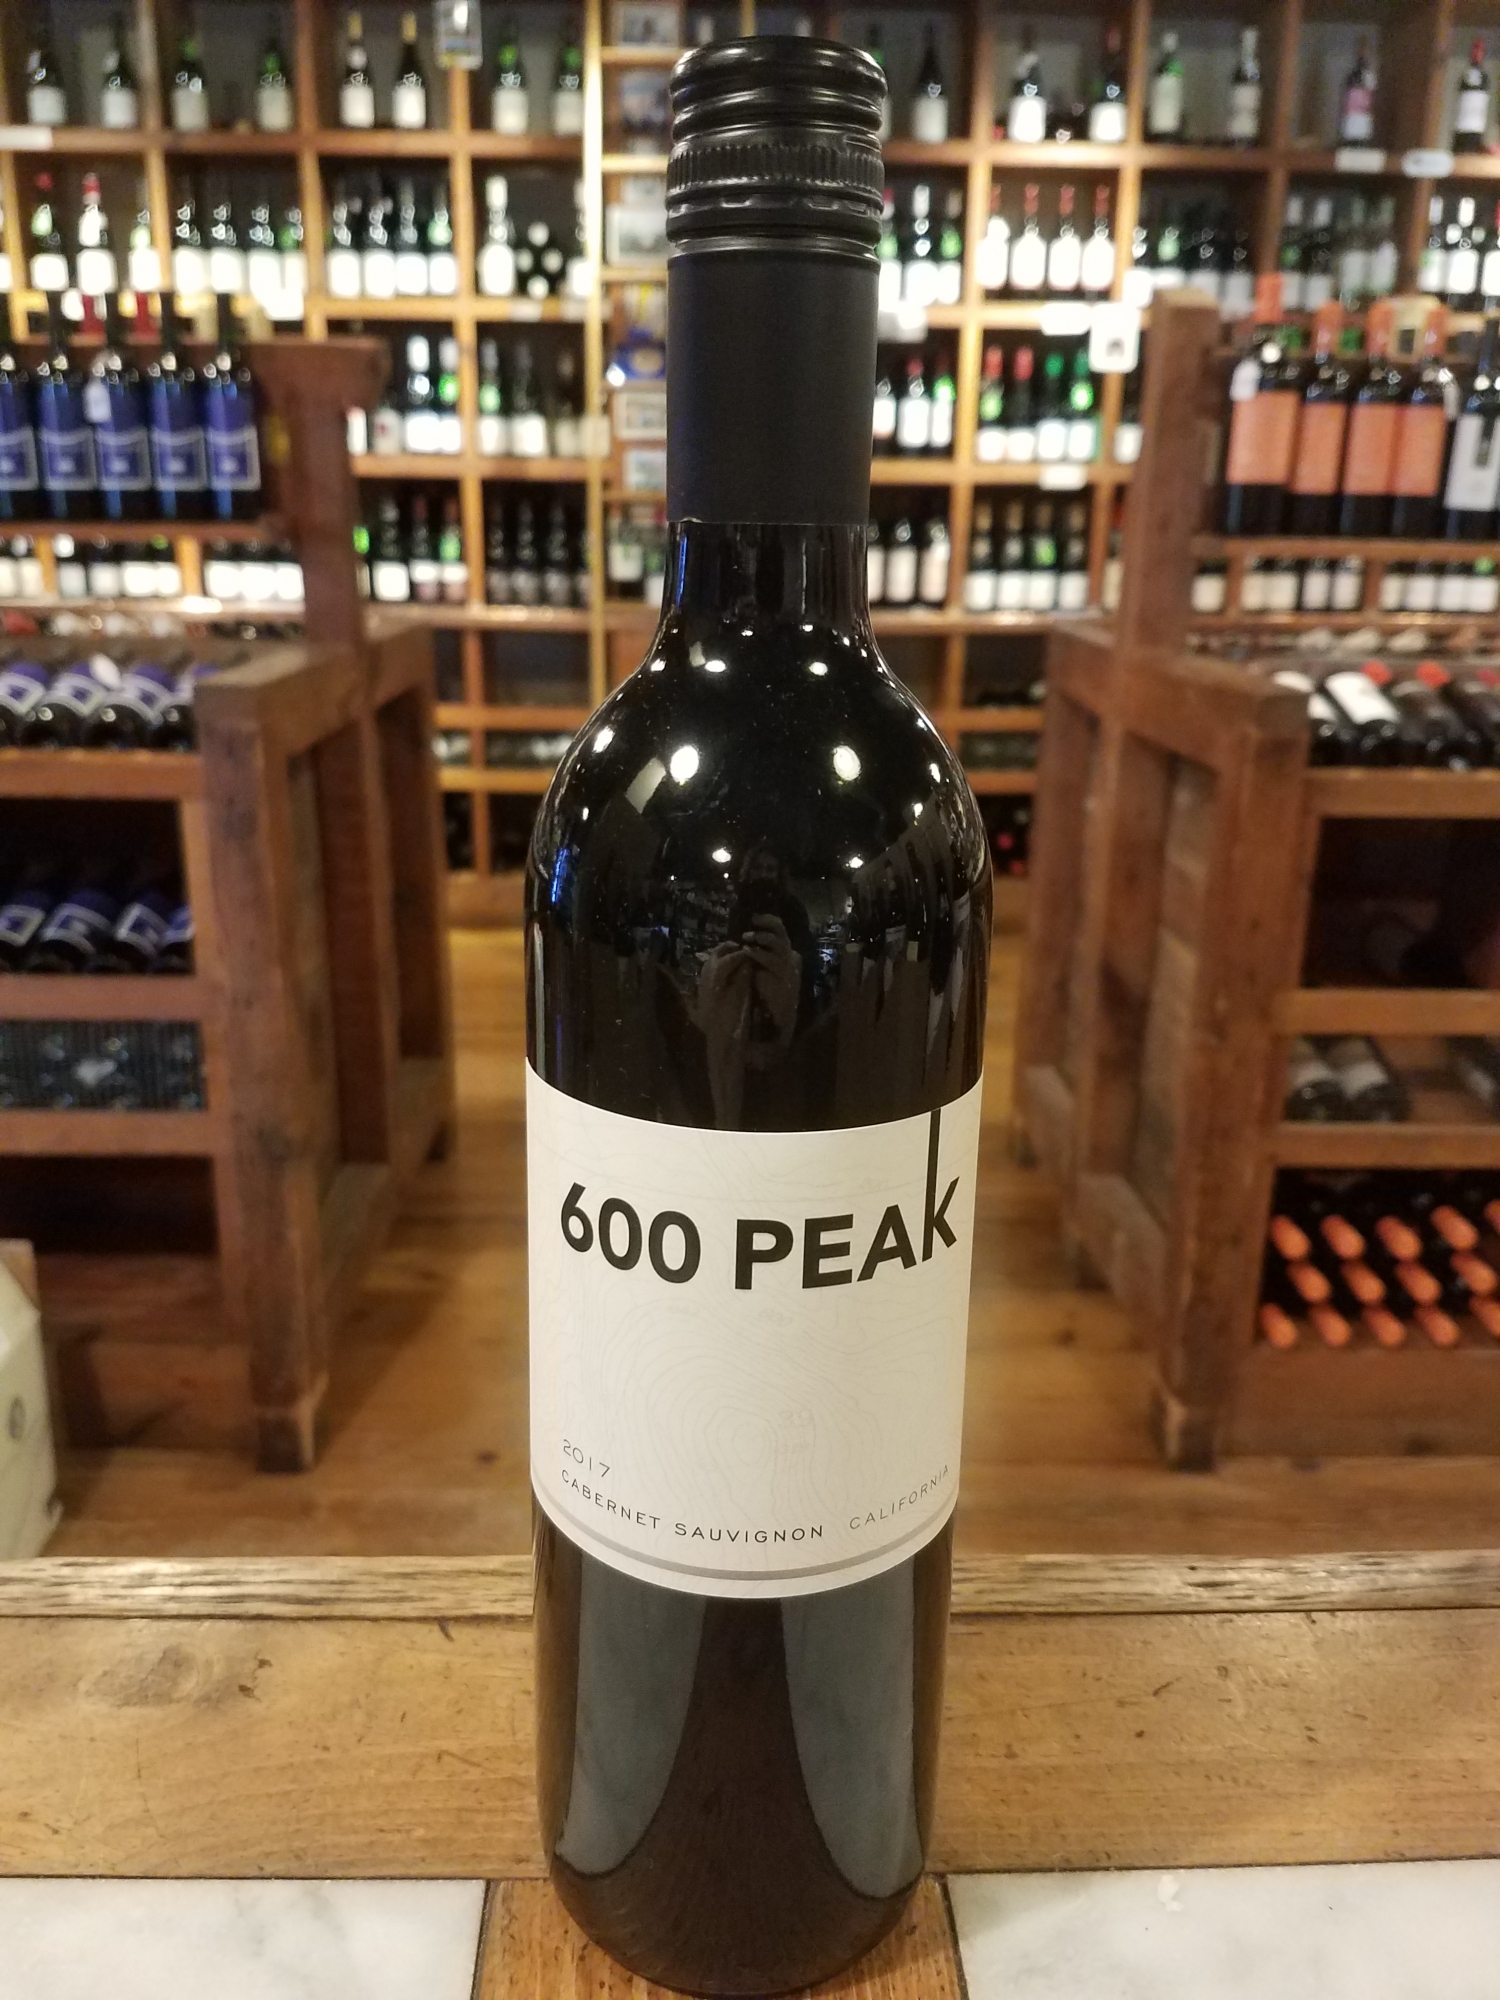 600 PEAk
2017
CABERNET SAUVIGNON CALIFORNIA